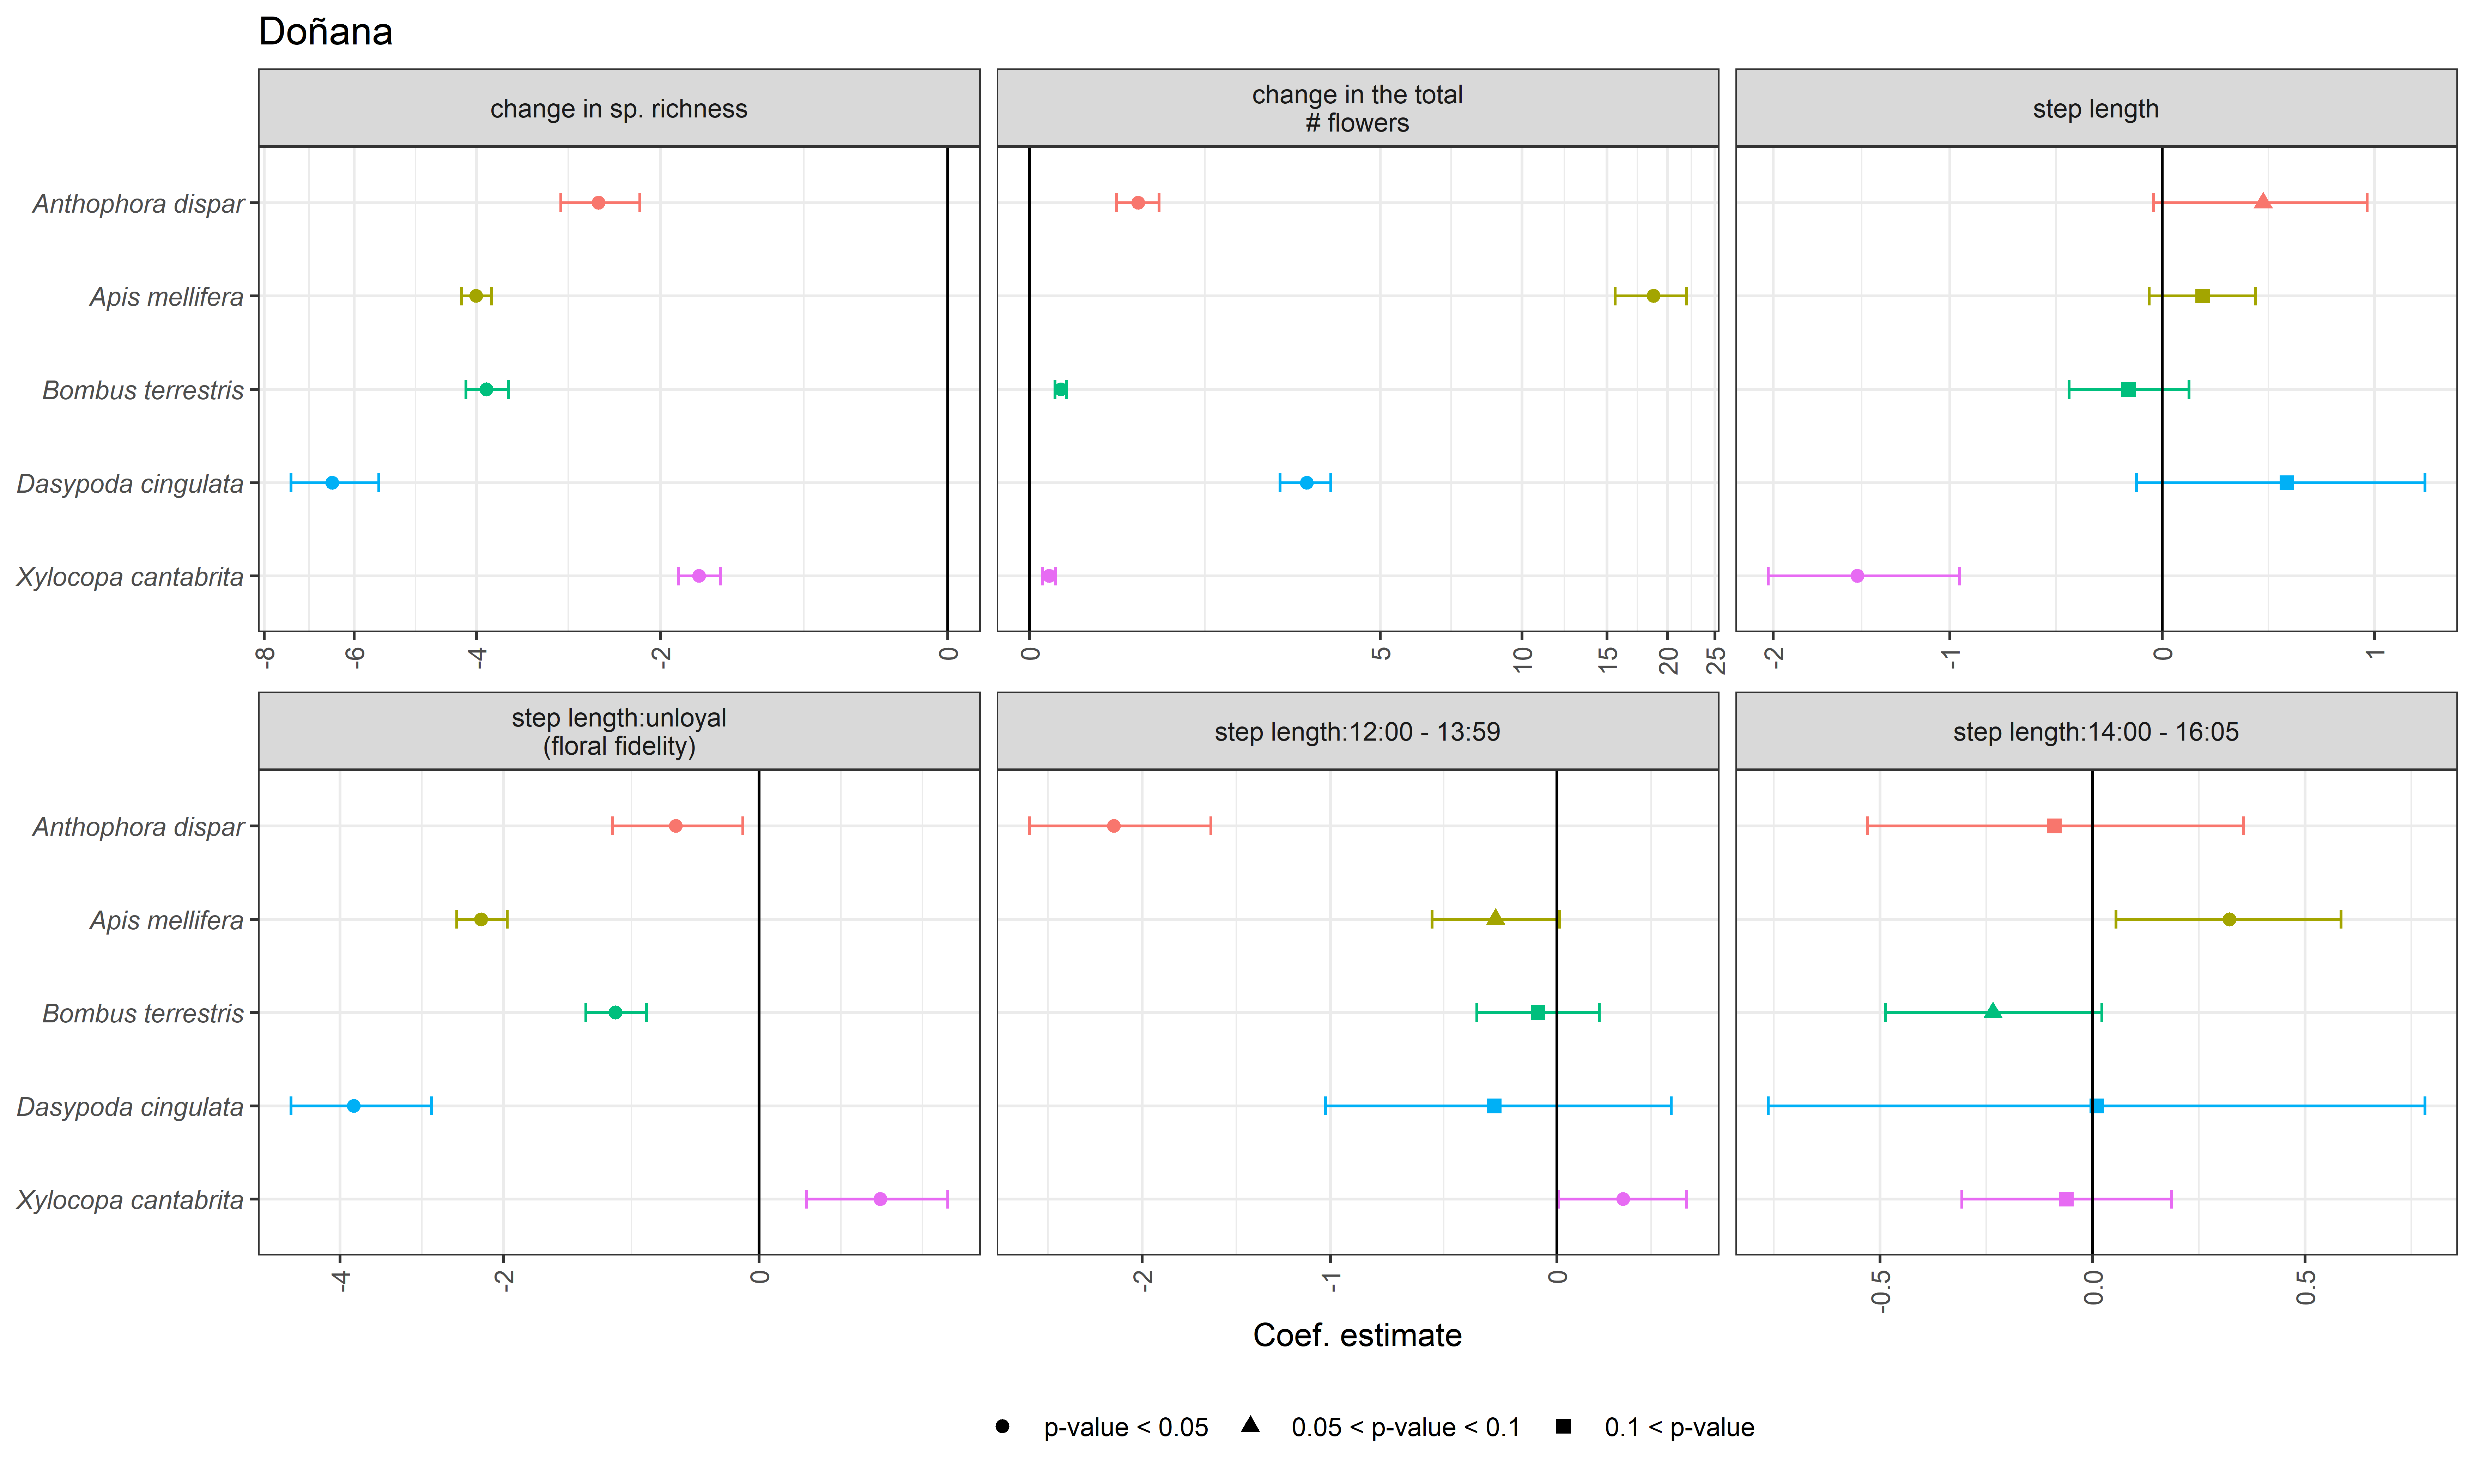 Doñana
change in sp. richness
change in the total
# flowers
step length
Anthophora dispar
Apis mellifera
Bombus terrestris
Dasypoda cingulata
Xylocopa cantabrita
-8 -6 -4 -2 0
0 5 10 15 20 25
-2 -1 0 1
step length:unloyal
(floral fidelity)
step length:12:00 - 13:59
step length:14:00 - 16:05
Anthophora dispar
Apis mellifera
Bombus terrestris
Dasypoda cingulata
Xylocopa cantabrita
-4 -2 0
-2 -1 0
-0.5 0.0 0.5
Coef. estimate
p-value < 0.05 0.05 < p-value < 0.1 0.1 < p-value